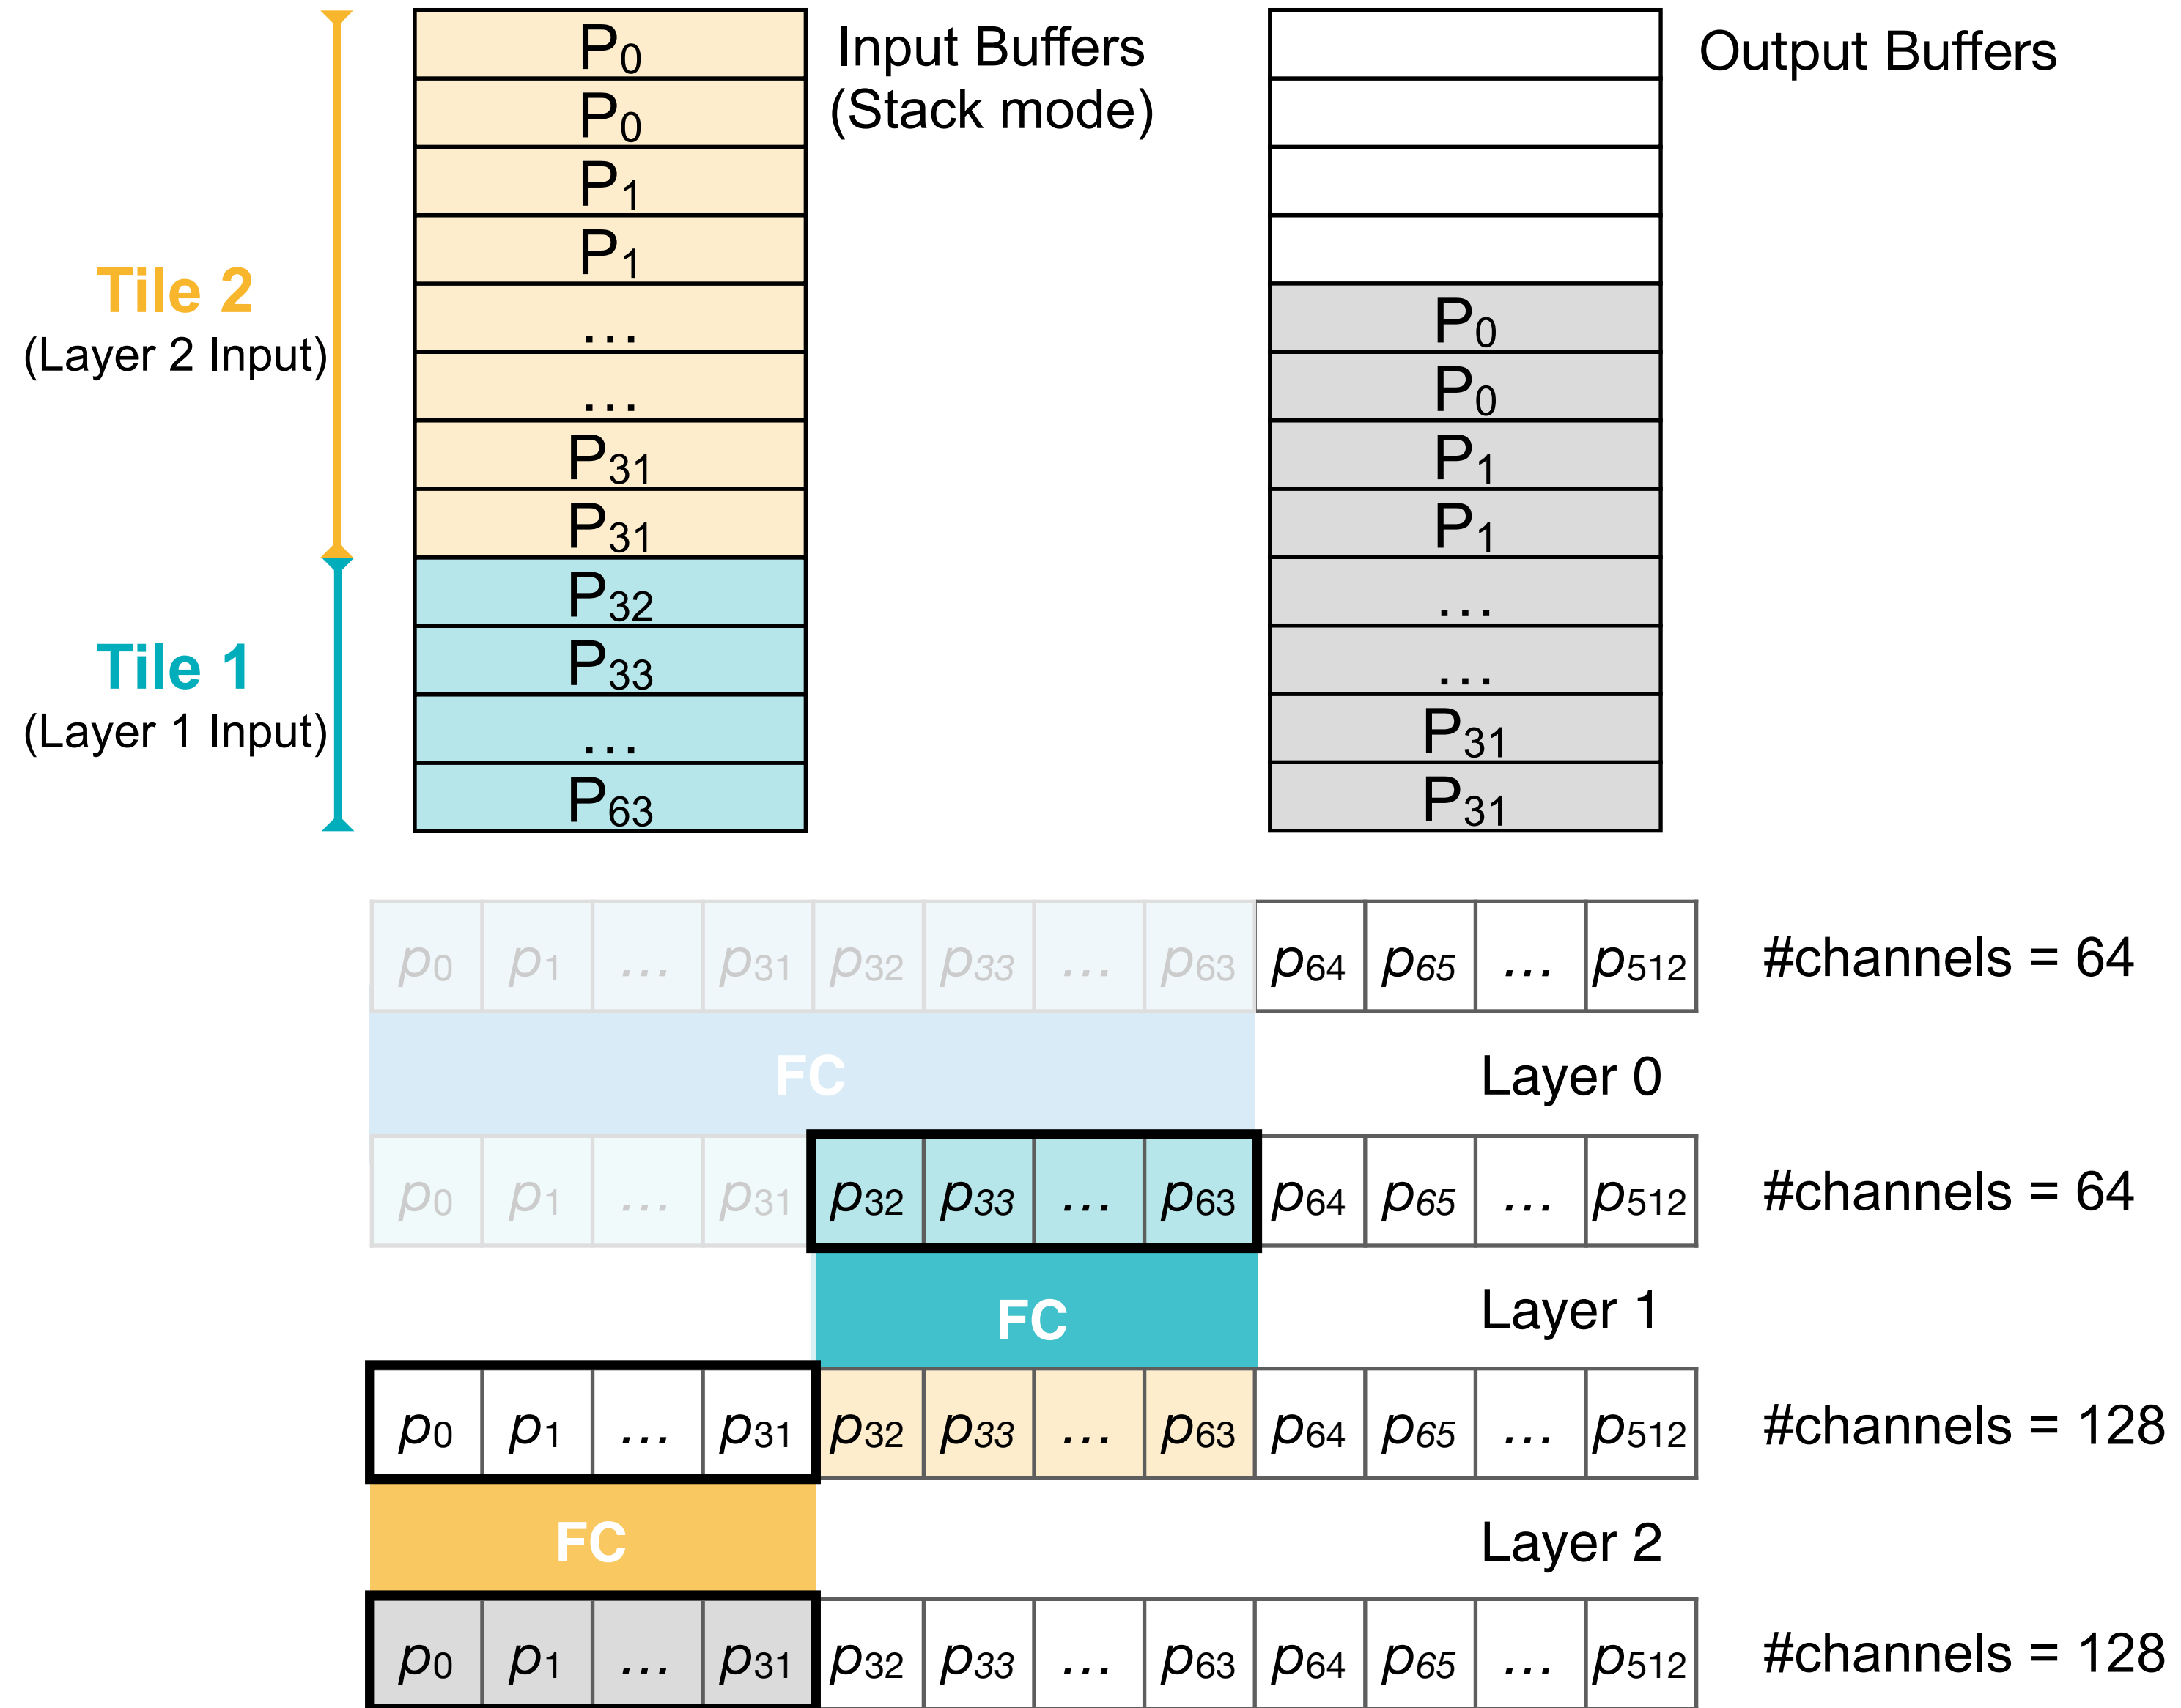 P0
P0
P1
P1
...
...
P31
P31
P32
P33
...
P63
Input Buffers
(Stack mode)
Tile 2
(Layer 2 Input)
Tile 1
(Layer 1 Input)
Output Buffers
P0
P0
P1
P1
...
...
P31
P31
p0 p1 ... p31 p32 p33 ... p63 p64 p65 ... p512 #channels = 64
FC Layer 0
p0 p1 ... p31 p32 p33 ... p63 p64 p65 ... p512 #channels = 64
FC Layer 1
p0 p1 ... p31 p32 p33 ... p63 p64 p65 ... p512 #channels = 128
FC Layer 2
p0 p1 ... p31 p32 p33 ... p63 p64 p65 ... p512 #channels = 128